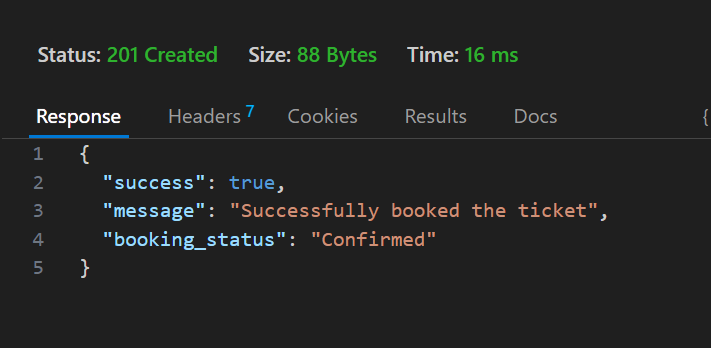 Status: 201 Created Size: 88 Bytes Time: 16 ms
Response Headers 7 Cookies Results Docs {
1 {
2 "success": true,
3 "message": "Successfully booked the ticket",
4 "booking_status": "Confirmed"
5 }